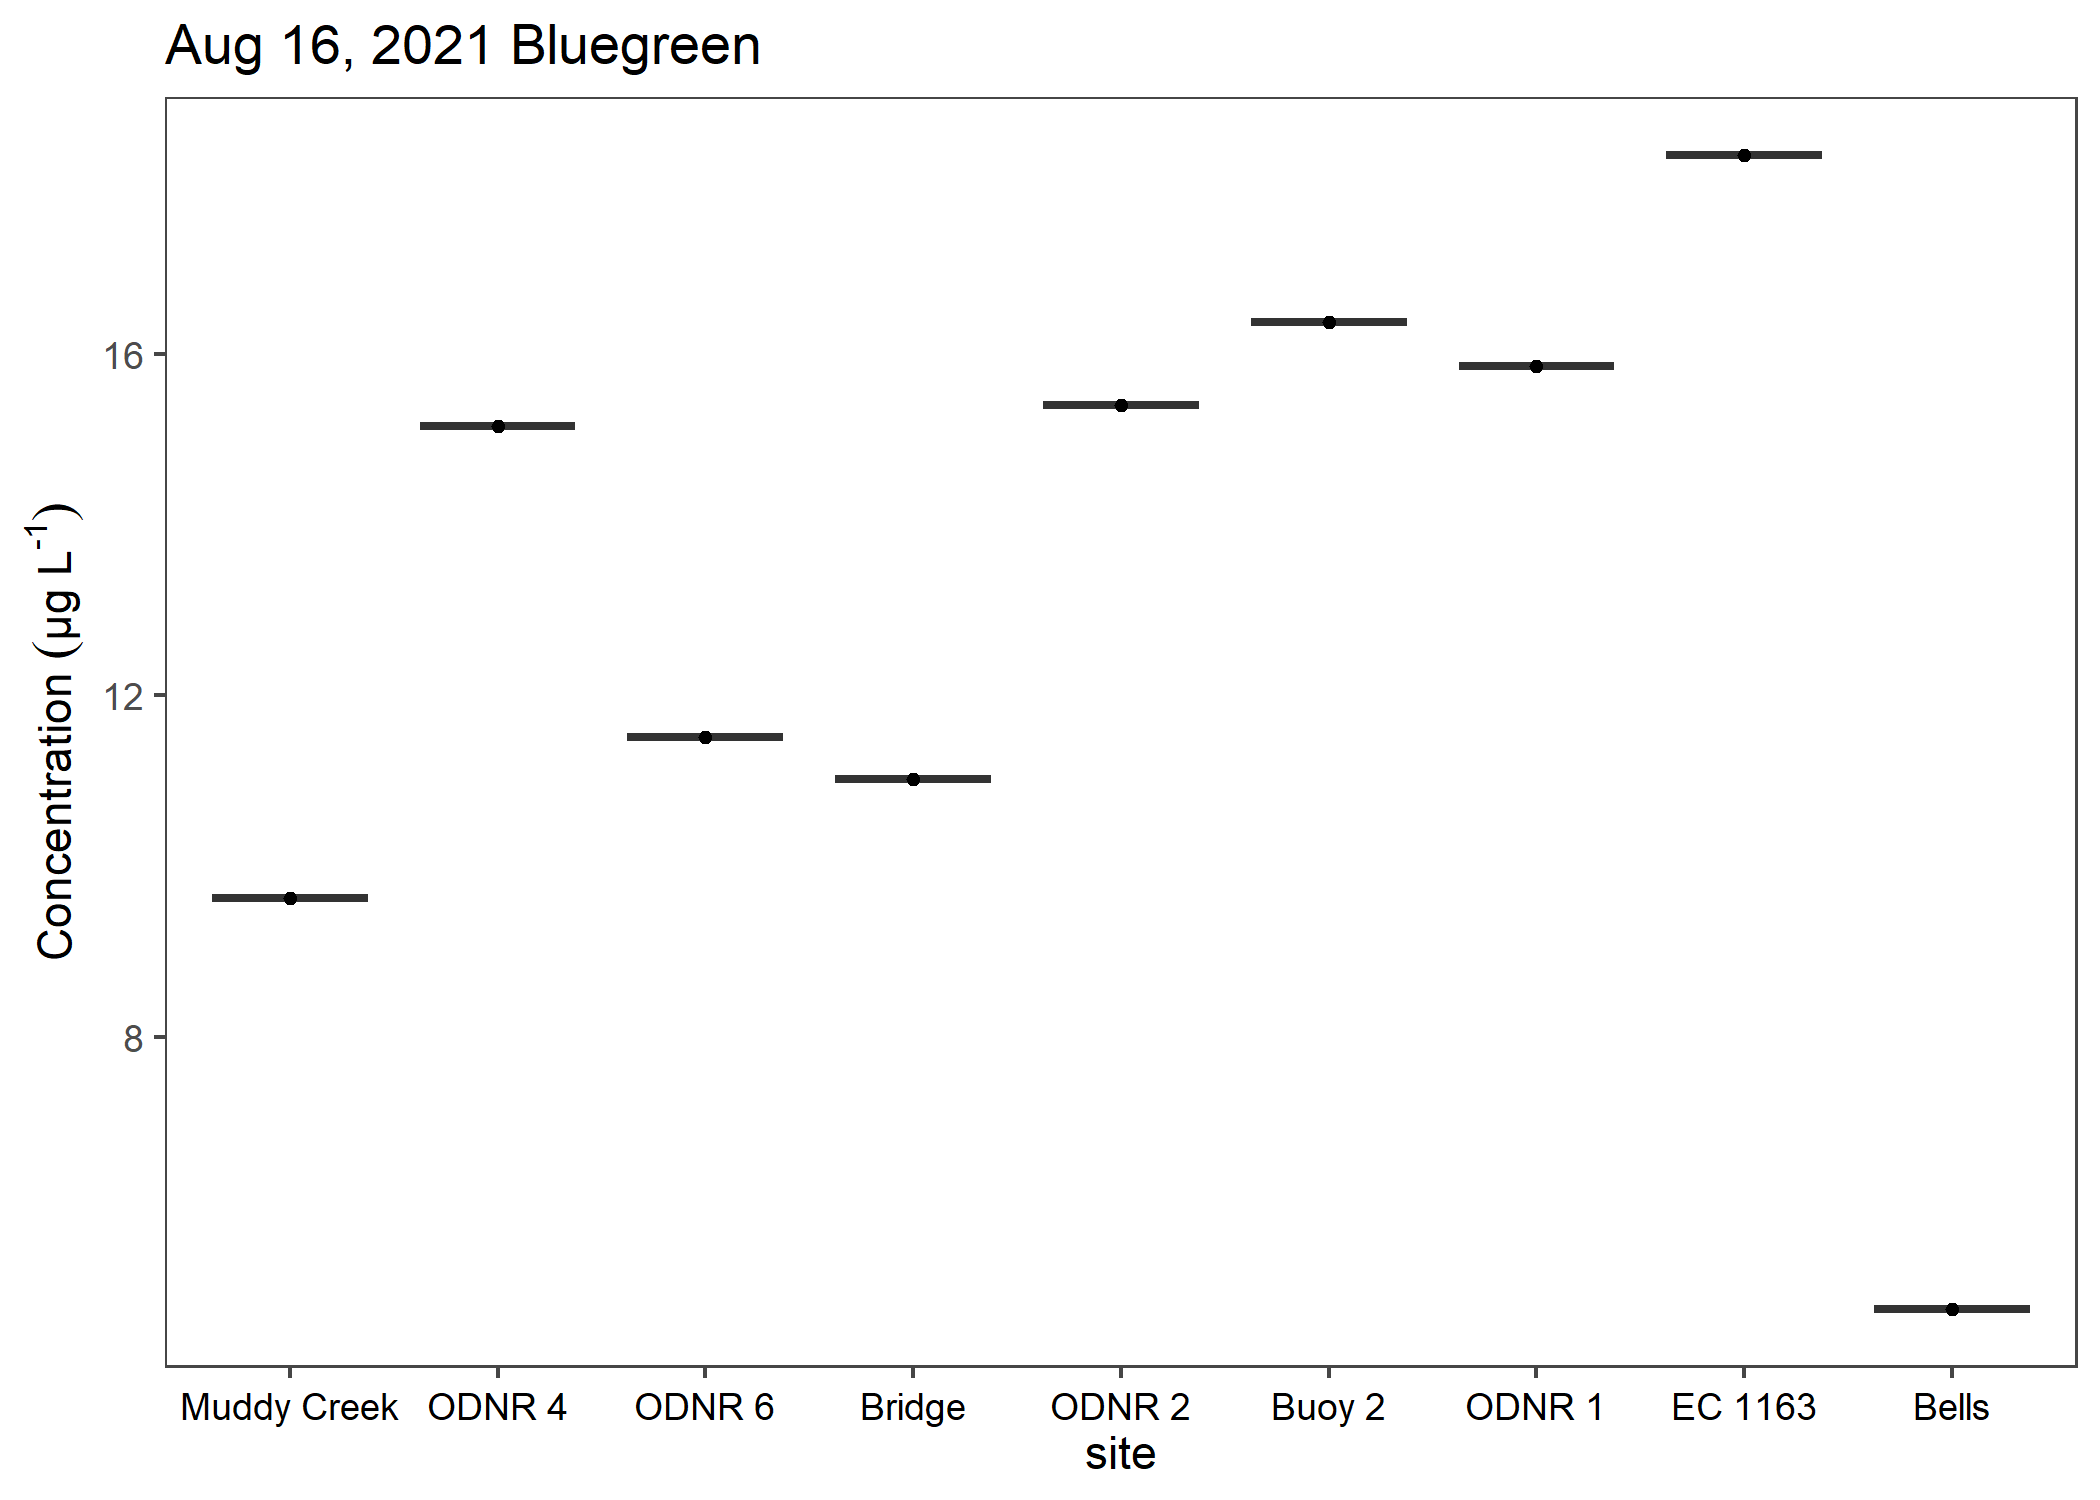 Aug 16, 2021 Bluegreen
Concentration (µg L⁻¹)
16
12
8
Muddy Creek ODNR 4 ODNR 6 Bridge ODNR 2 Buoy 2 ODNR 1 EC 1163 Bells
site